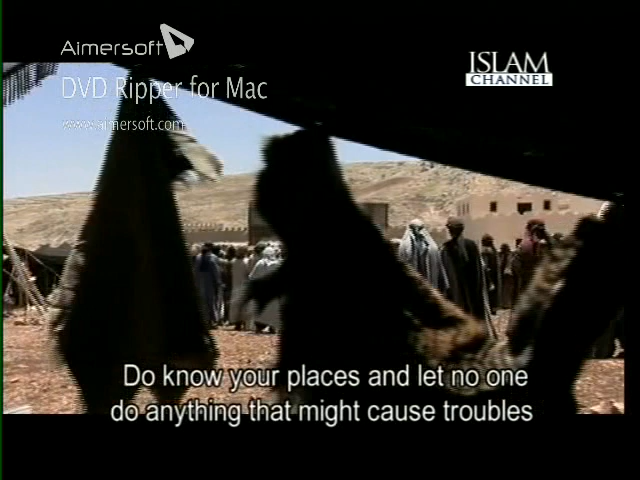 Aimersoft
DVD Ripper for Mac
www.aimersoft.com
ISLAM
CHANNEL
Do know your places and let no one
do anything that might cause troubles